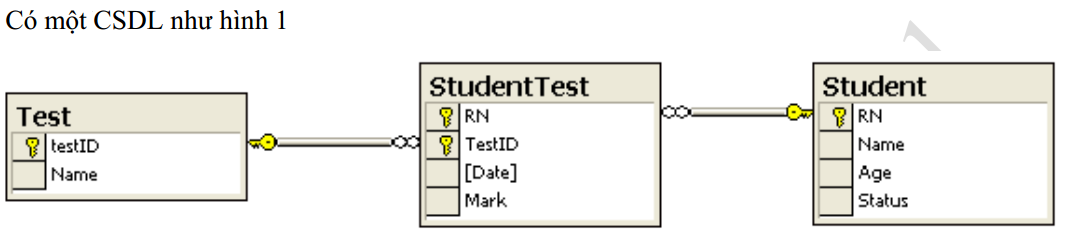 Có một CSDL như hình 1
Test
testID
Name
StudentTest
RN
TestID
[Date]
Mark
Student
RN
Name
Age
Status